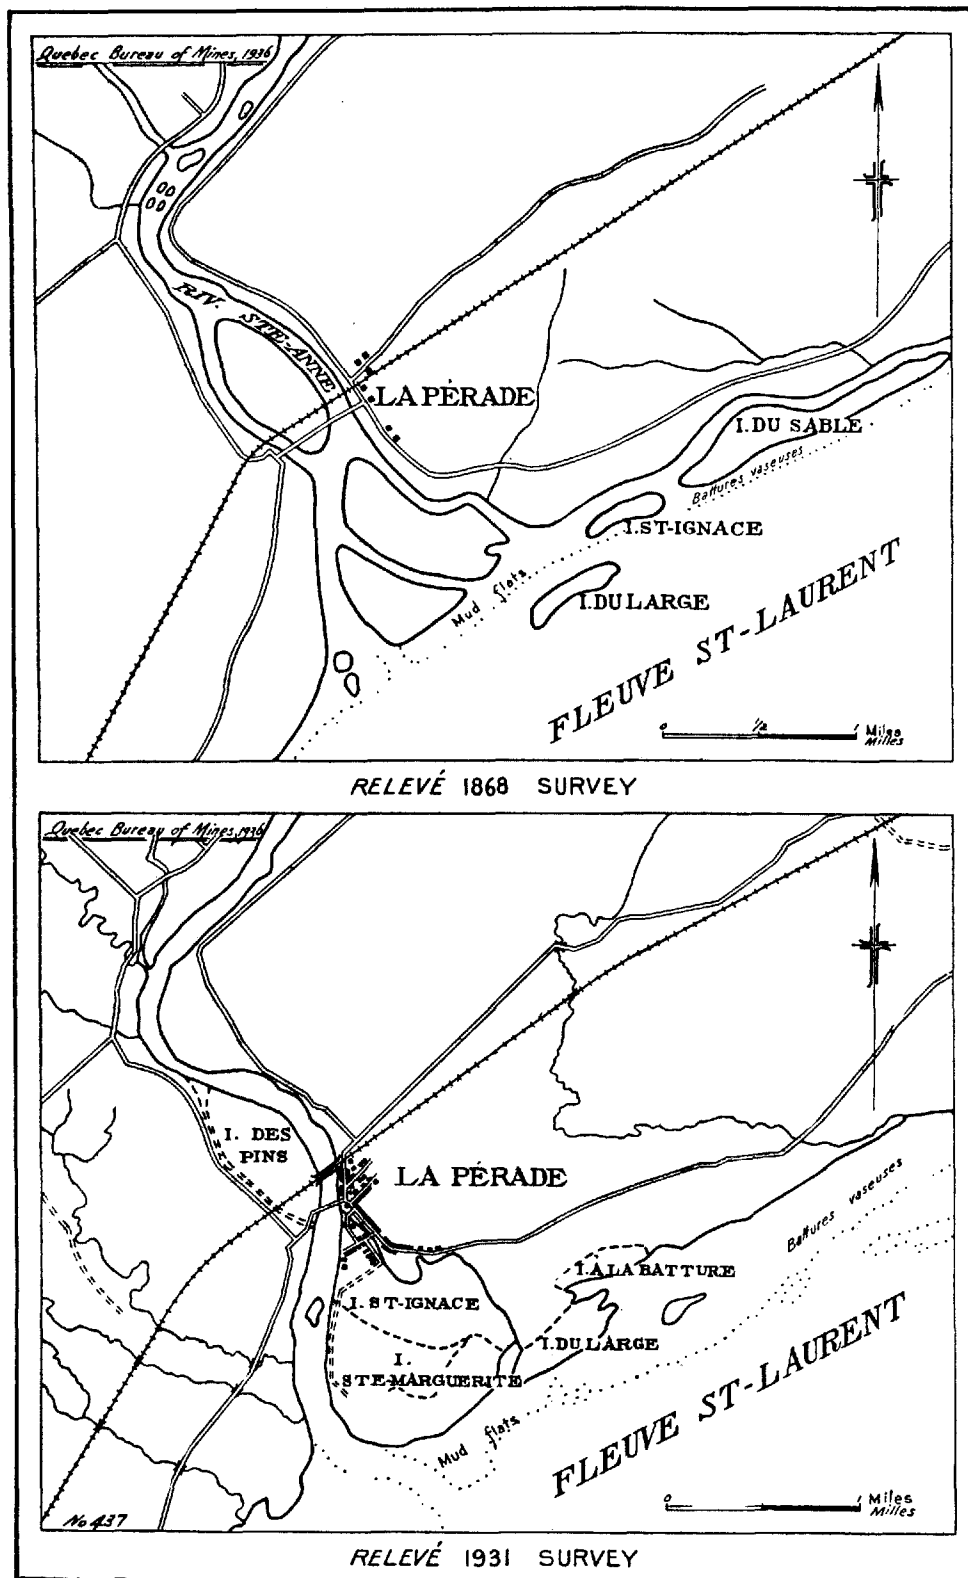 Quebec Bureau of Mines, 1936
RIV. STE-ANNE
LA PÉRADE
I. DU SABLE
Battures vaseuses
I. ST-IGNACE
I. DU LARGE
Mud flats
FLEUVE ST-LAURENT
0 1/2 1 Miles
Milles
RELEVÉ 1868 SURVEY
Quebec Bureau of Mines, 1936
I. DES
PINS
LA PÉRADE
Battures vaseuses
I. A LA BATTURE
I. ST-IGNACE
I. DU LARGE
I.
STE-MARGUERITE
Mud flats
FLEUVE ST-LAURENT
0 1 Miles
Milles
No 437
RELEVÉ 1931 SURVEY